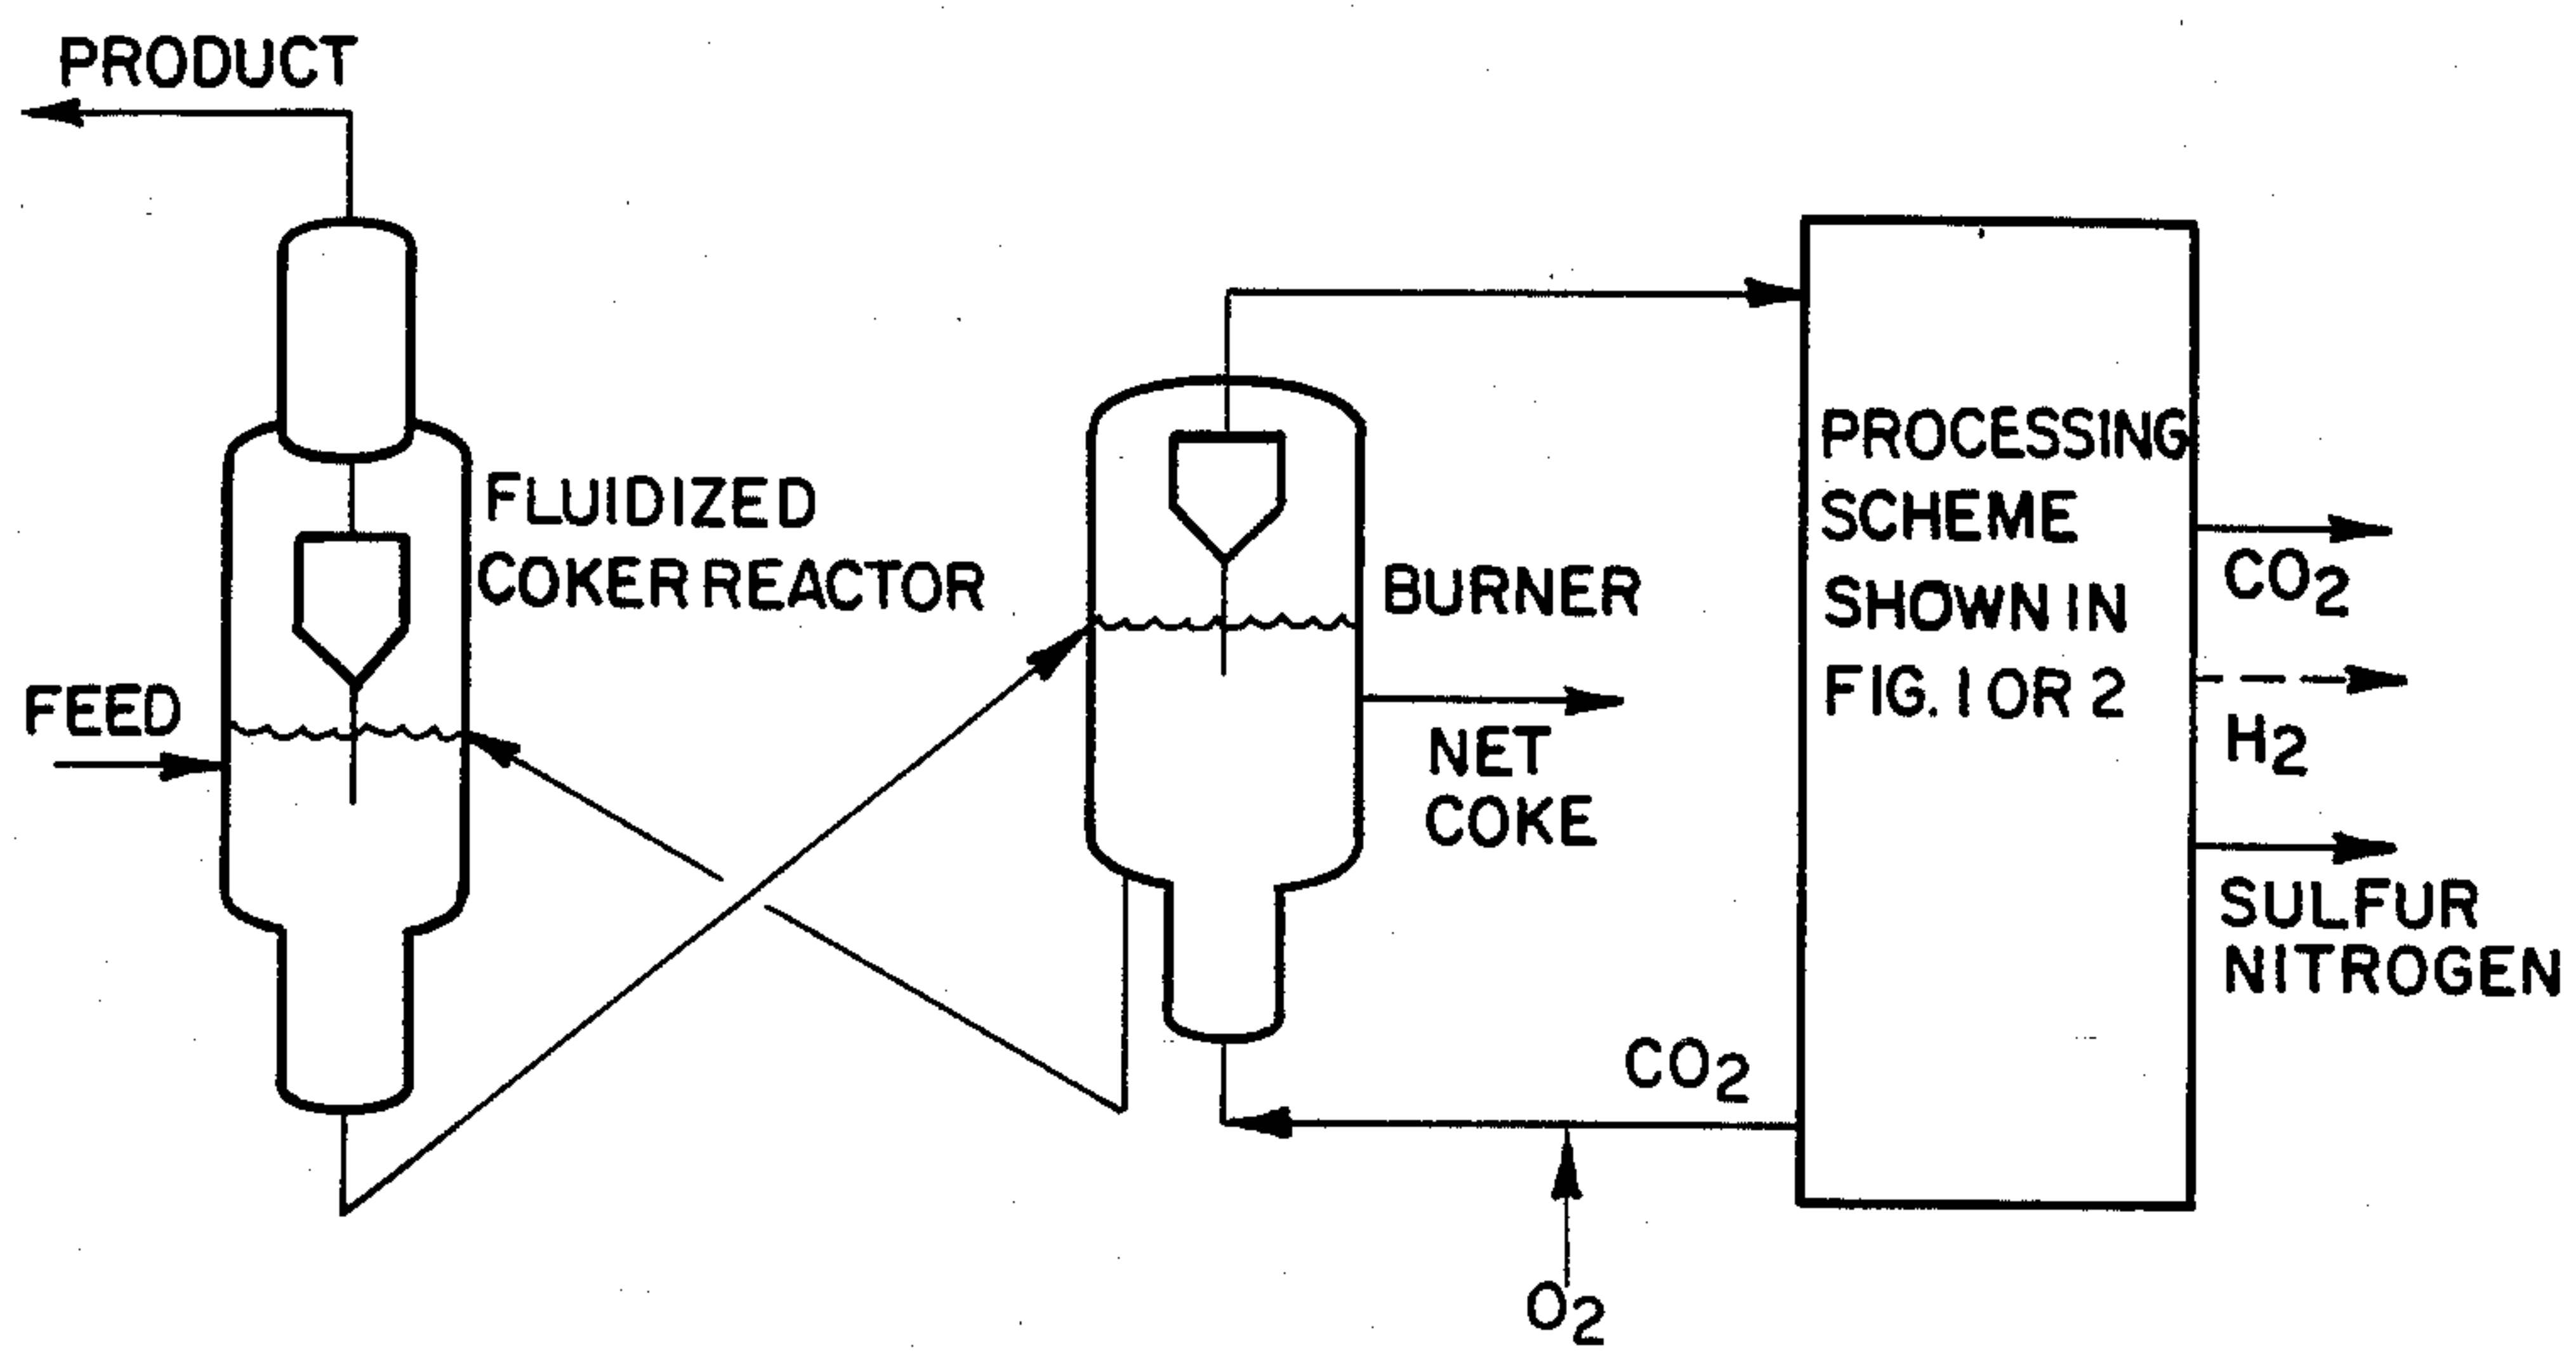 PRODUCT
FLUIDIZED
COKER REACTOR
FEED
BURNER
NET
COKE
PROCESSING
SCHEME
SHOWN IN
FIG. 1 OR 2
CO2
H2
SULFUR
NITROGEN
CO2
O2